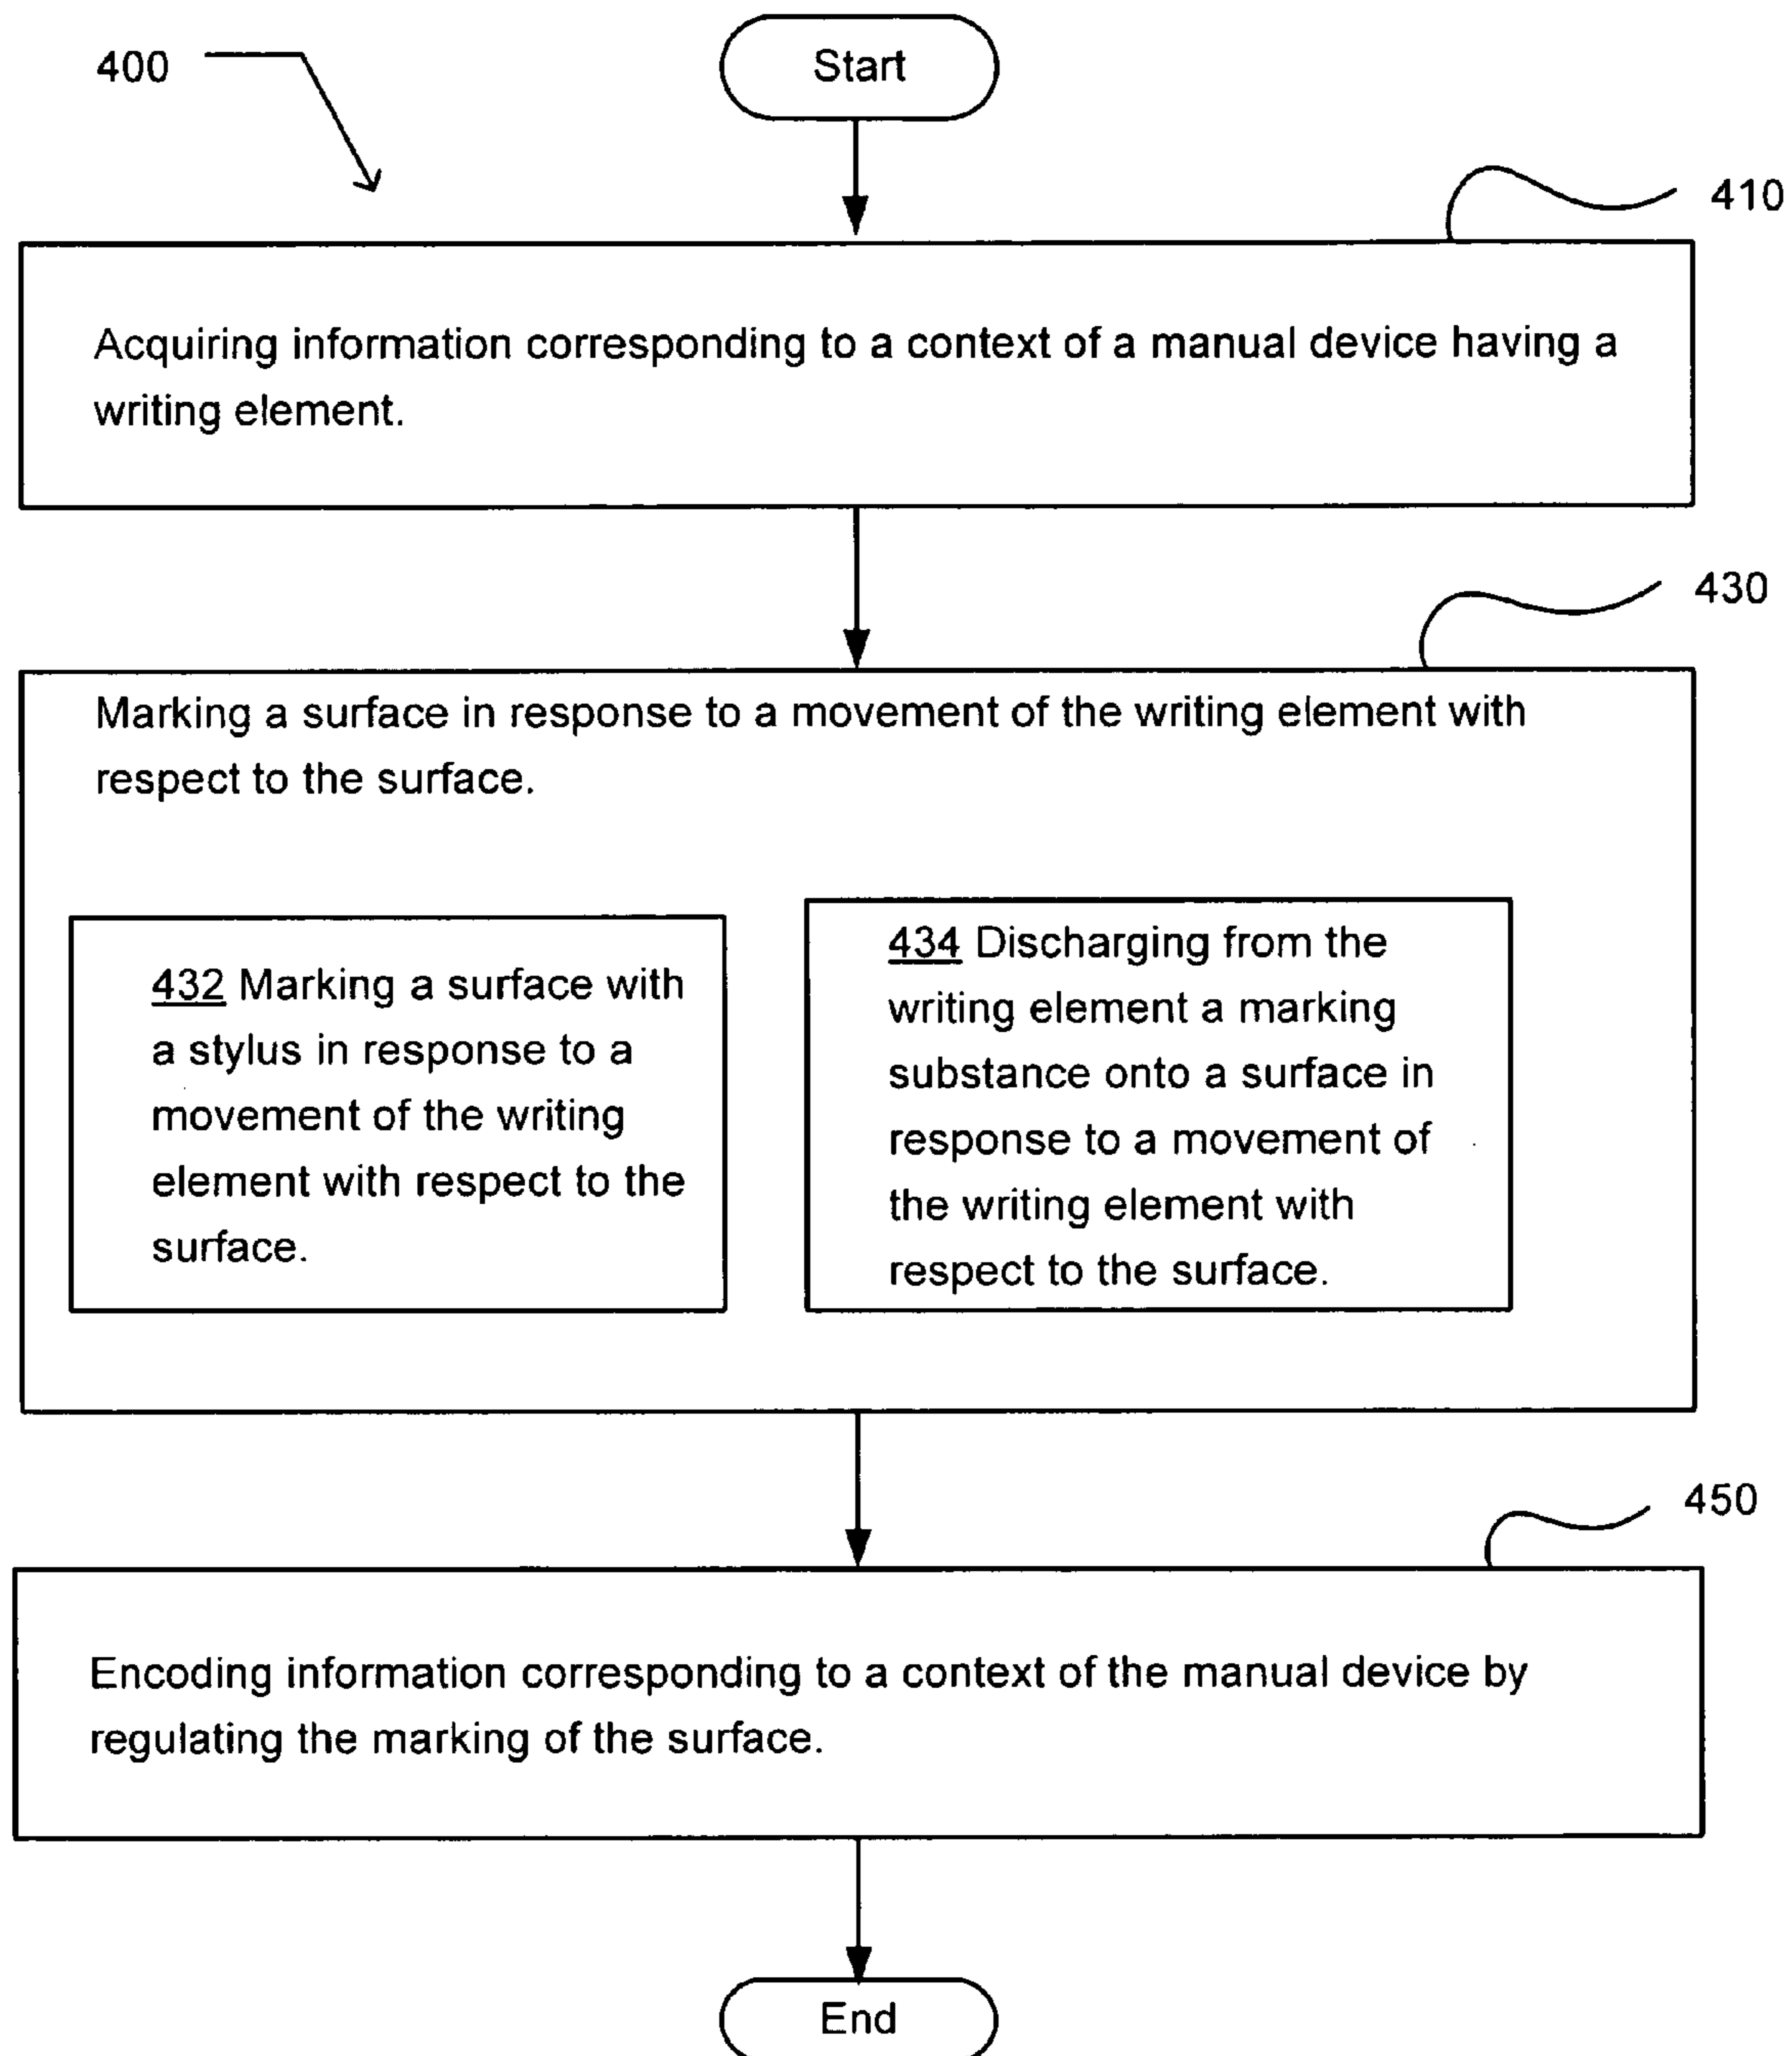 400
Start
410
Acquiring information corresponding to a context of a manual device having a
writing element.
430
Marking a surface in response to a movement of the writing element with
respect to the surface.
432 Marking a surface with
a stylus in response to a
movement of the writing
element with respect to the
surface.
434 Discharging from the
writing element a marking
substance onto a surface in
response to a movement of
the writing element with
respect to the surface.
450
Encoding information corresponding to a context of the manual device by
regulating the marking of the surface.
End